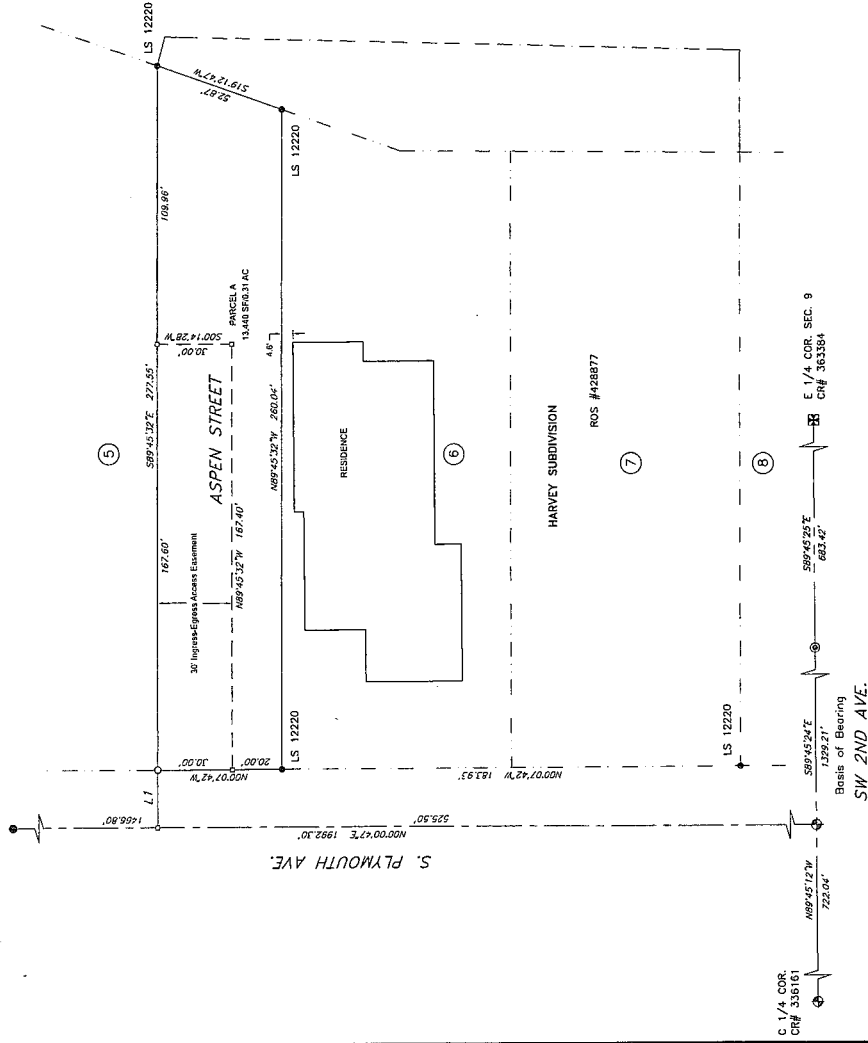 LS 12220
S19°12'47"W
52.87'
109.96'
S89°45'32"E 277.55'
167.60'
5
LS 12220
S00°14'28"W
30.00'
PARCEL A
13,440 SF/0.31 AC
ASPEN STREET
30' Ingress-Egress Access Easement
N89°45'32"W 167.40'
4.6'
N89°45'32"W 260.04'
RESIDENCE
6
L1
N00°07'42"W
30.00'
20.00'
LS 12220
HARVEY SUBDIVISION
ROS #428877
7
8
N00°07'42"W 183.93'
LS 12220
1466.80'
N00°00'47"E 1992.30'
525.50'
S. PLYMOUTH AVE.
C 1/4 COR.
CR# 336161
N89°45'12"W
722.04'
S89°45'24"E
1329.21'
Basis of Bearing
SW 2ND AVE.
S89°45'25"E
683.42'
E 1/4 COR. SEC. 9
CR# 363384